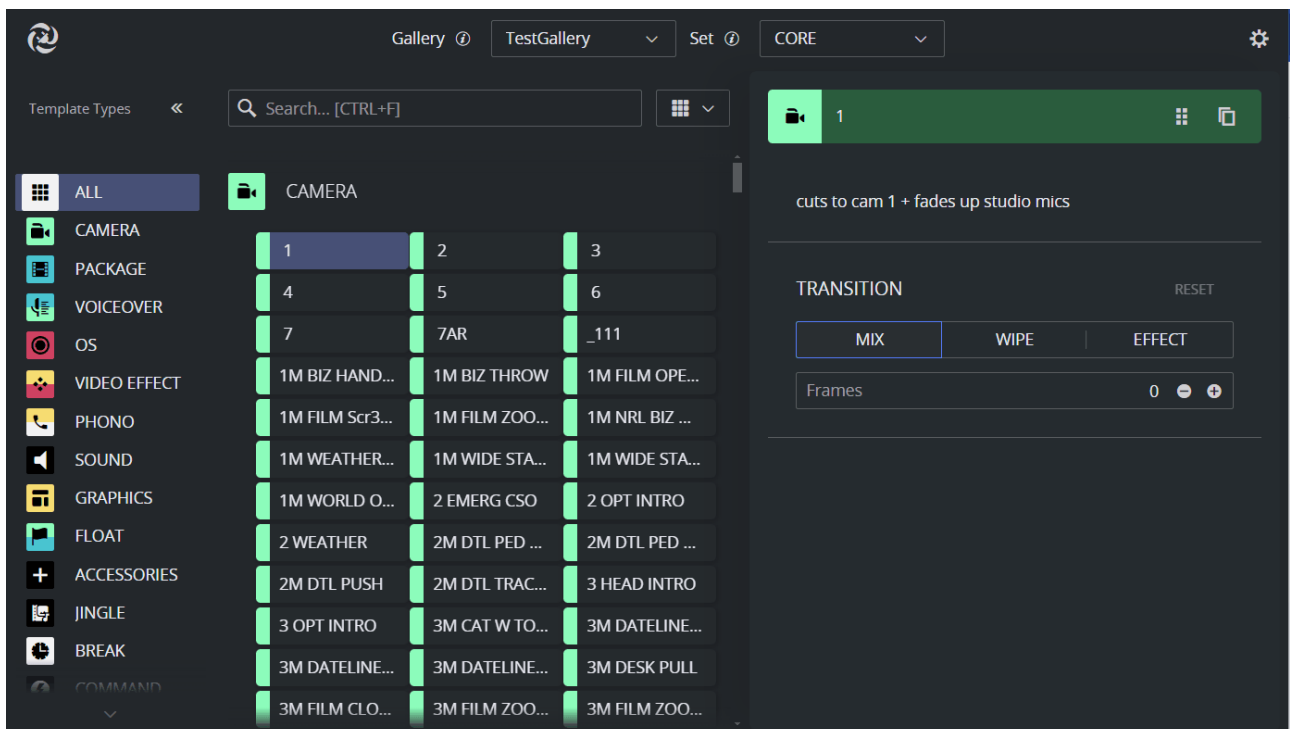 Gallery TestGallery Set CORE
Template Types
Search... [CTRL+F]
ALL
CAMERA
PACKAGE
VOICEOVER
OS
VIDEO EFFECT
PHONO
SOUND
GRAPHICS
FLOAT
ACCESSORIES
JINGLE
BREAK
COMMAND
CAMERA
1 2 3
4 5 6
7 7AR _111
1M BIZ HAND... 1M BIZ THROW 1M FILM OPE...
1M FILM Scr3... 1M FILM ZOO... 1M NRL BIZ ...
1M WEATHER... 1M WIDE STA... 1M WIDE STA...
1M WORLD O... 2 EMERG CSO 2 OPT INTRO
2 WEATHER 2M DTL PED ... 2M DTL PED ...
2M DTL PUSH 2M DTL TRAC... 3 HEAD INTRO
3 OPT INTRO 3M CAT W TO... 3M DATELINE...
3M DATELINE... 3M DATELINE... 3M DESK PULL
3M FILM CLO... 3M FILM ZOO... 3M FILM ZOO...
1
cuts to cam 1 + fades up studio mics
TRANSITION RESET
MIX WIPE EFFECT
Frames 0